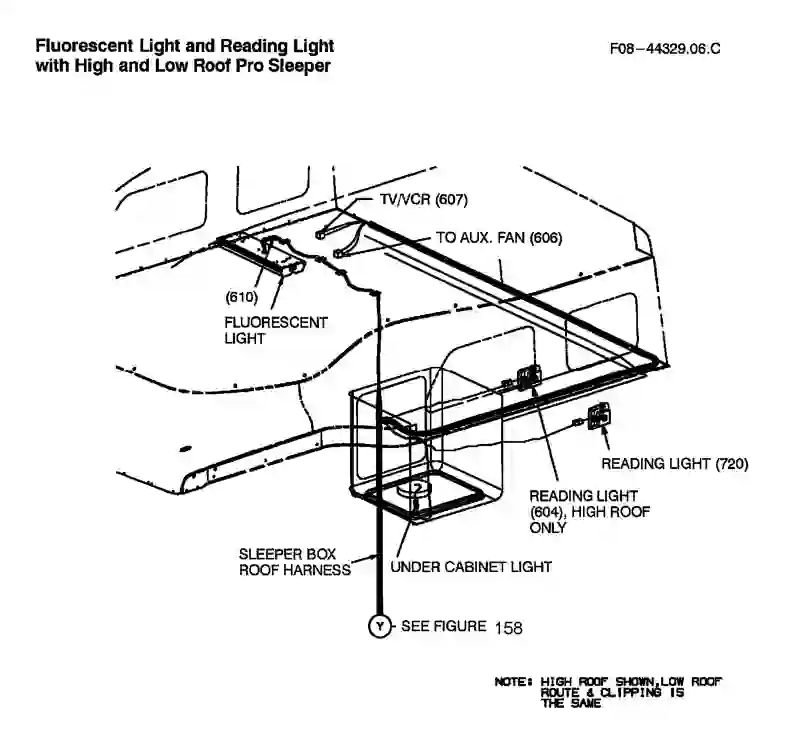 Fluorescent Light and Reading Light
with High and Low Roof Pro Sleeper
F08-44329.06.C
TV/VCR (607)
TO AUX. FAN (606)
(610)
FLUORESCENT
LIGHT
READING LIGHT (720)
READING LIGHT
(604), HIGH ROOF
ONLY
SLEEPER BOX
ROOF HARNESS
UNDER CABINET LIGHT
Y
SEE FIGURE 158
NOTE: HIGH ROOF SHOWN, LOW ROOF
ROUTE & CLIPPING IS
THE SAME